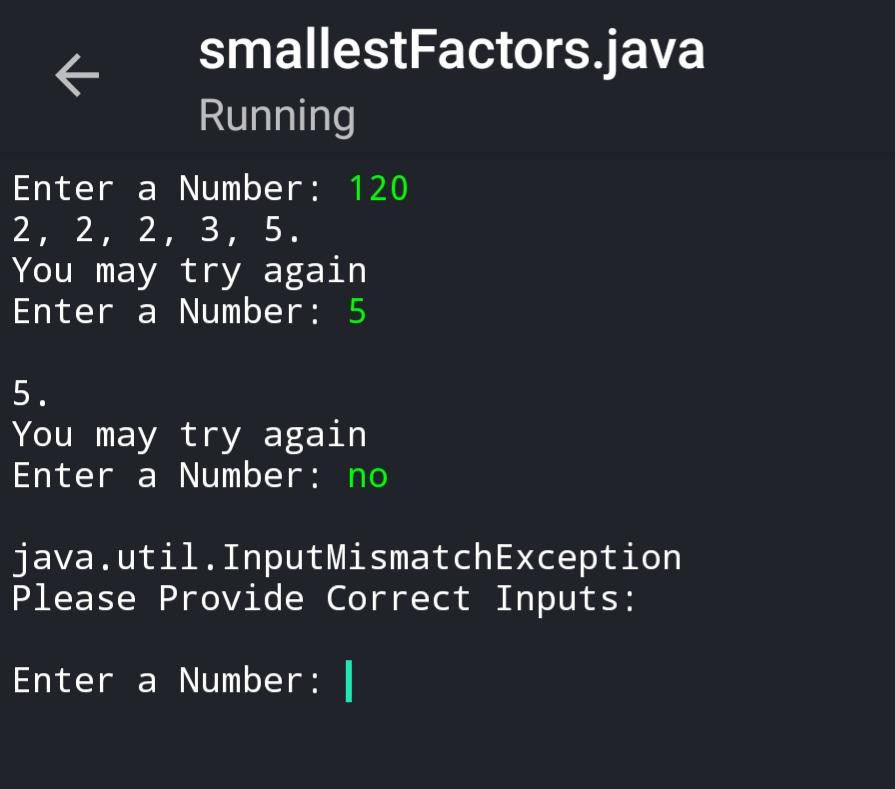 smallestFactors.java
Running
Enter a Number: 120
2, 2, 2, 3, 5.
You may try again
Enter a Number: 5
5.
You may try again
Enter a Number: no
java.util.InputMismatchException
Please Provide Correct Inputs:
Enter a Number: